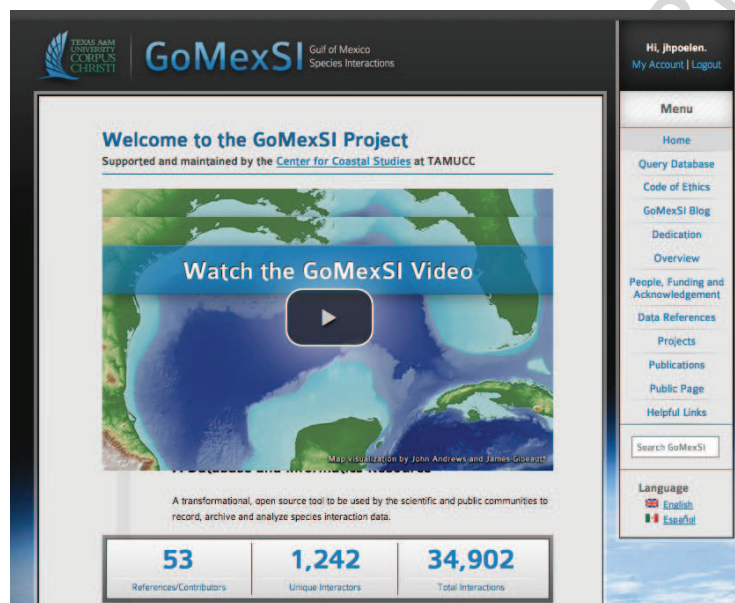 TEXAS A&M
UNIVERSITY
CORPUS
CHRISTI
GoMexSI
Gulf of Mexico
Species Interactions
Hi, jhpoelen.
My Account | Logout
Menu
Home
Query Database
Code of Ethics
GoMexSI Blog
Dedication
Overview
People, Funding and
Acknowledgement
Data References
Projects
Publications
Public Page
Helpful Links
Search GoMexSI
Language
English
Español
Welcome to the GoMexSI Project
Supported and maintained by the Center for Coastal Studies at TAMUCC
Watch the GoMexSI Video
Map visualization by John Andrews and James Gibeaut
A transformational, open source tool to be used by the scientific and public communities to
record, archive and analyze species interaction data.
53
References/Contributors
1,242
Unique Interactors
34,902
Total Interactions